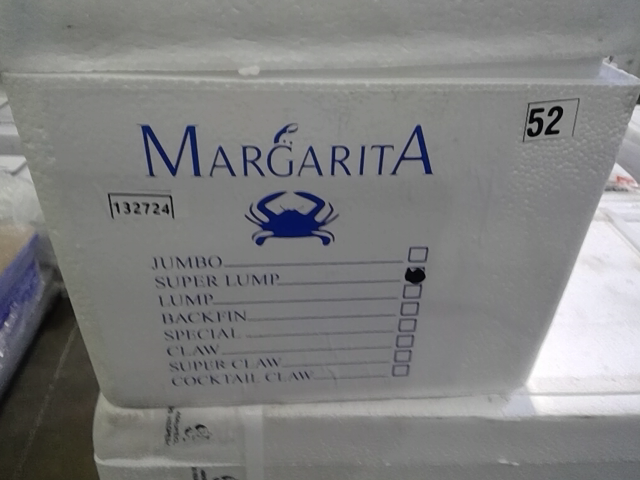 MARGARITA
52
132724
JUMBO
SUPER LUMP
LUMP
BACKFIN
SPECIAL
CLAW
SUPER CLAW
COCKTAIL CLAW